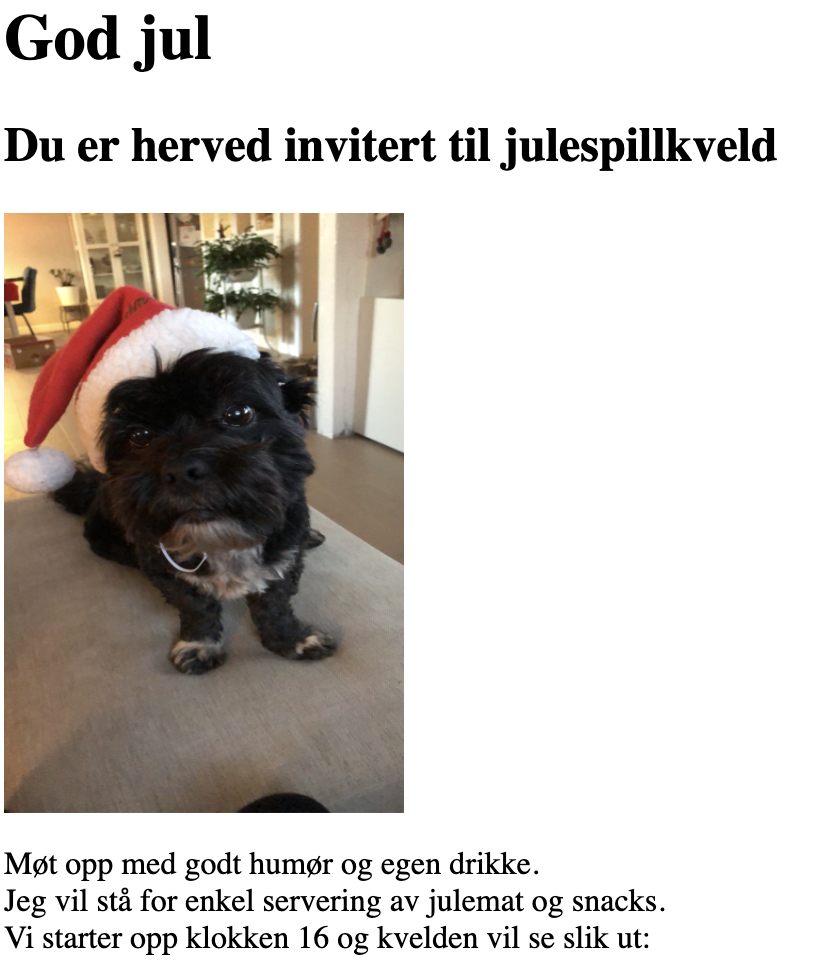 God jul
Du er herved invitert til julespillkveld
Møt opp med godt humør og egen drikke.
Jeg vil stå for enkel servering av julemat og snacks.
Vi starter opp klokken 16 og kvelden vil se slik ut: